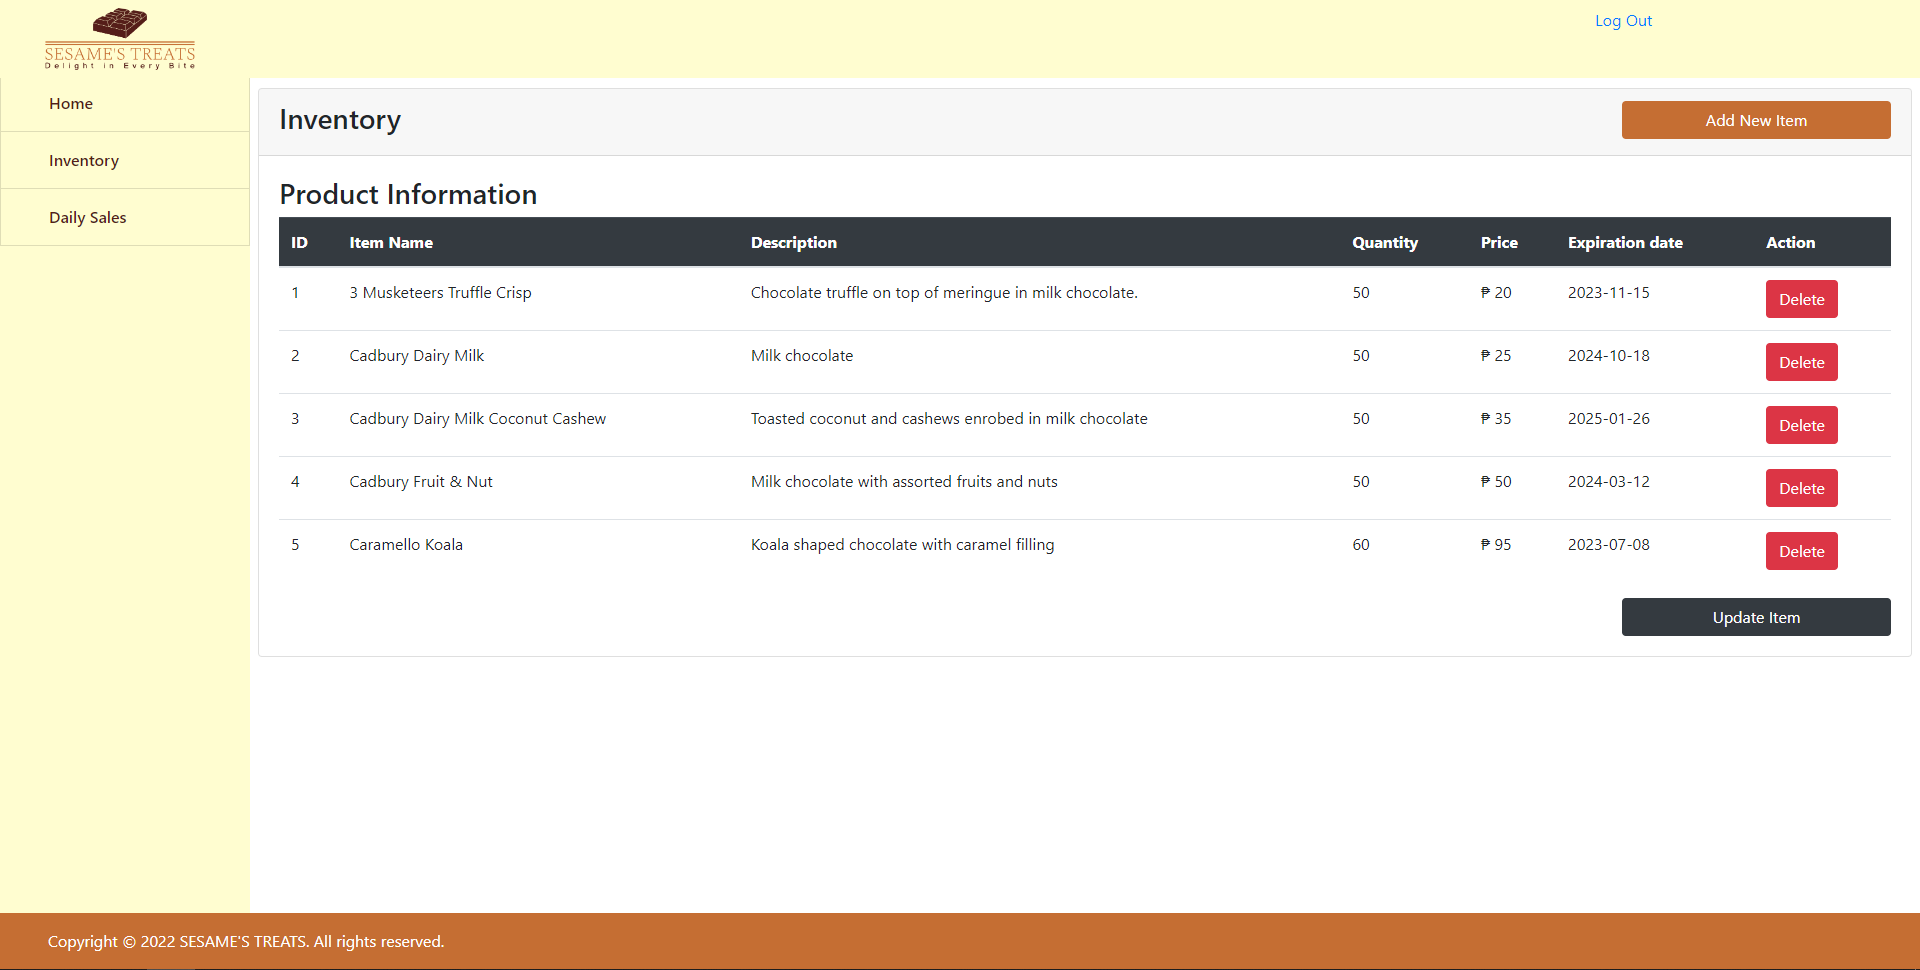 SESAME'S TREATS
Delight in Every Bite
Log Out
Home
Inventory
Daily Sales
Inventory
Add New Item
Product Information
ID Item Name Description Quantity Price Expiration date Action
1 3 Musketeers Truffle Crisp Chocolate truffle on top of meringue in milk chocolate. 50 ₱ 20 2023-11-15 Delete
2 Cadbury Dairy Milk Milk chocolate 50 ₱ 25 2024-10-18 Delete
3 Cadbury Dairy Milk Coconut Cashew Toasted coconut and cashews enrobed in milk chocolate 50 ₱ 35 2025-01-26 Delete
4 Cadbury Fruit & Nut Milk chocolate with assorted fruits and nuts 50 ₱ 50 2024-03-12 Delete
5 Caramello Koala Koala shaped chocolate with caramel filling 60 ₱ 95 2023-07-08 Delete
Update Item
Copyright © 2022 SESAME'S TREATS. All rights reserved.